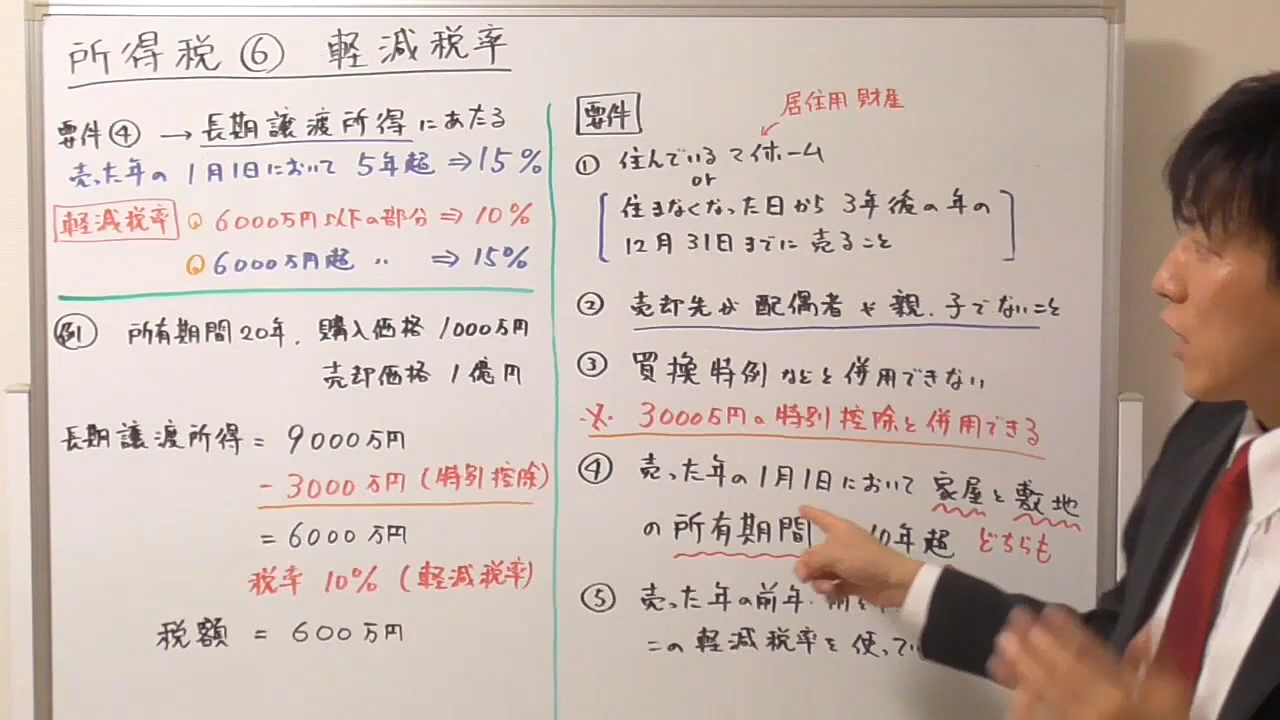 所得税⑥ 軽減税率
要件④ → 長期譲渡所得にあたる
売った年の1月1日において 5年超 ⇒ 15%
軽減税率 ○ 6000万円以下の部分 ⇒ 10%
○ 6000万円超 〃 ⇒ 15%
例 所有期間20年、購入価格 1000万円
売却価格 1億円
長期譲渡所得 = 9000万円
- 3000万円(特別控除)
= 6000万円
税率 10% (軽減税率)
税額 = 600万円
要件
居住用財産
① 住んでいるマイホーム
or
住まなくなった日から 3年後の年の
12月31日までに売ること
② 売却先が配偶者や親、子でないこと
③ 買換特例などと併用できない
※ 3000万円の特別控除と併用できる
④ 売った年の1月1日において家屋と敷地
の所有期間 10年超 どちらも
⑤ 売った年の前年・
この軽減税率を使ってい